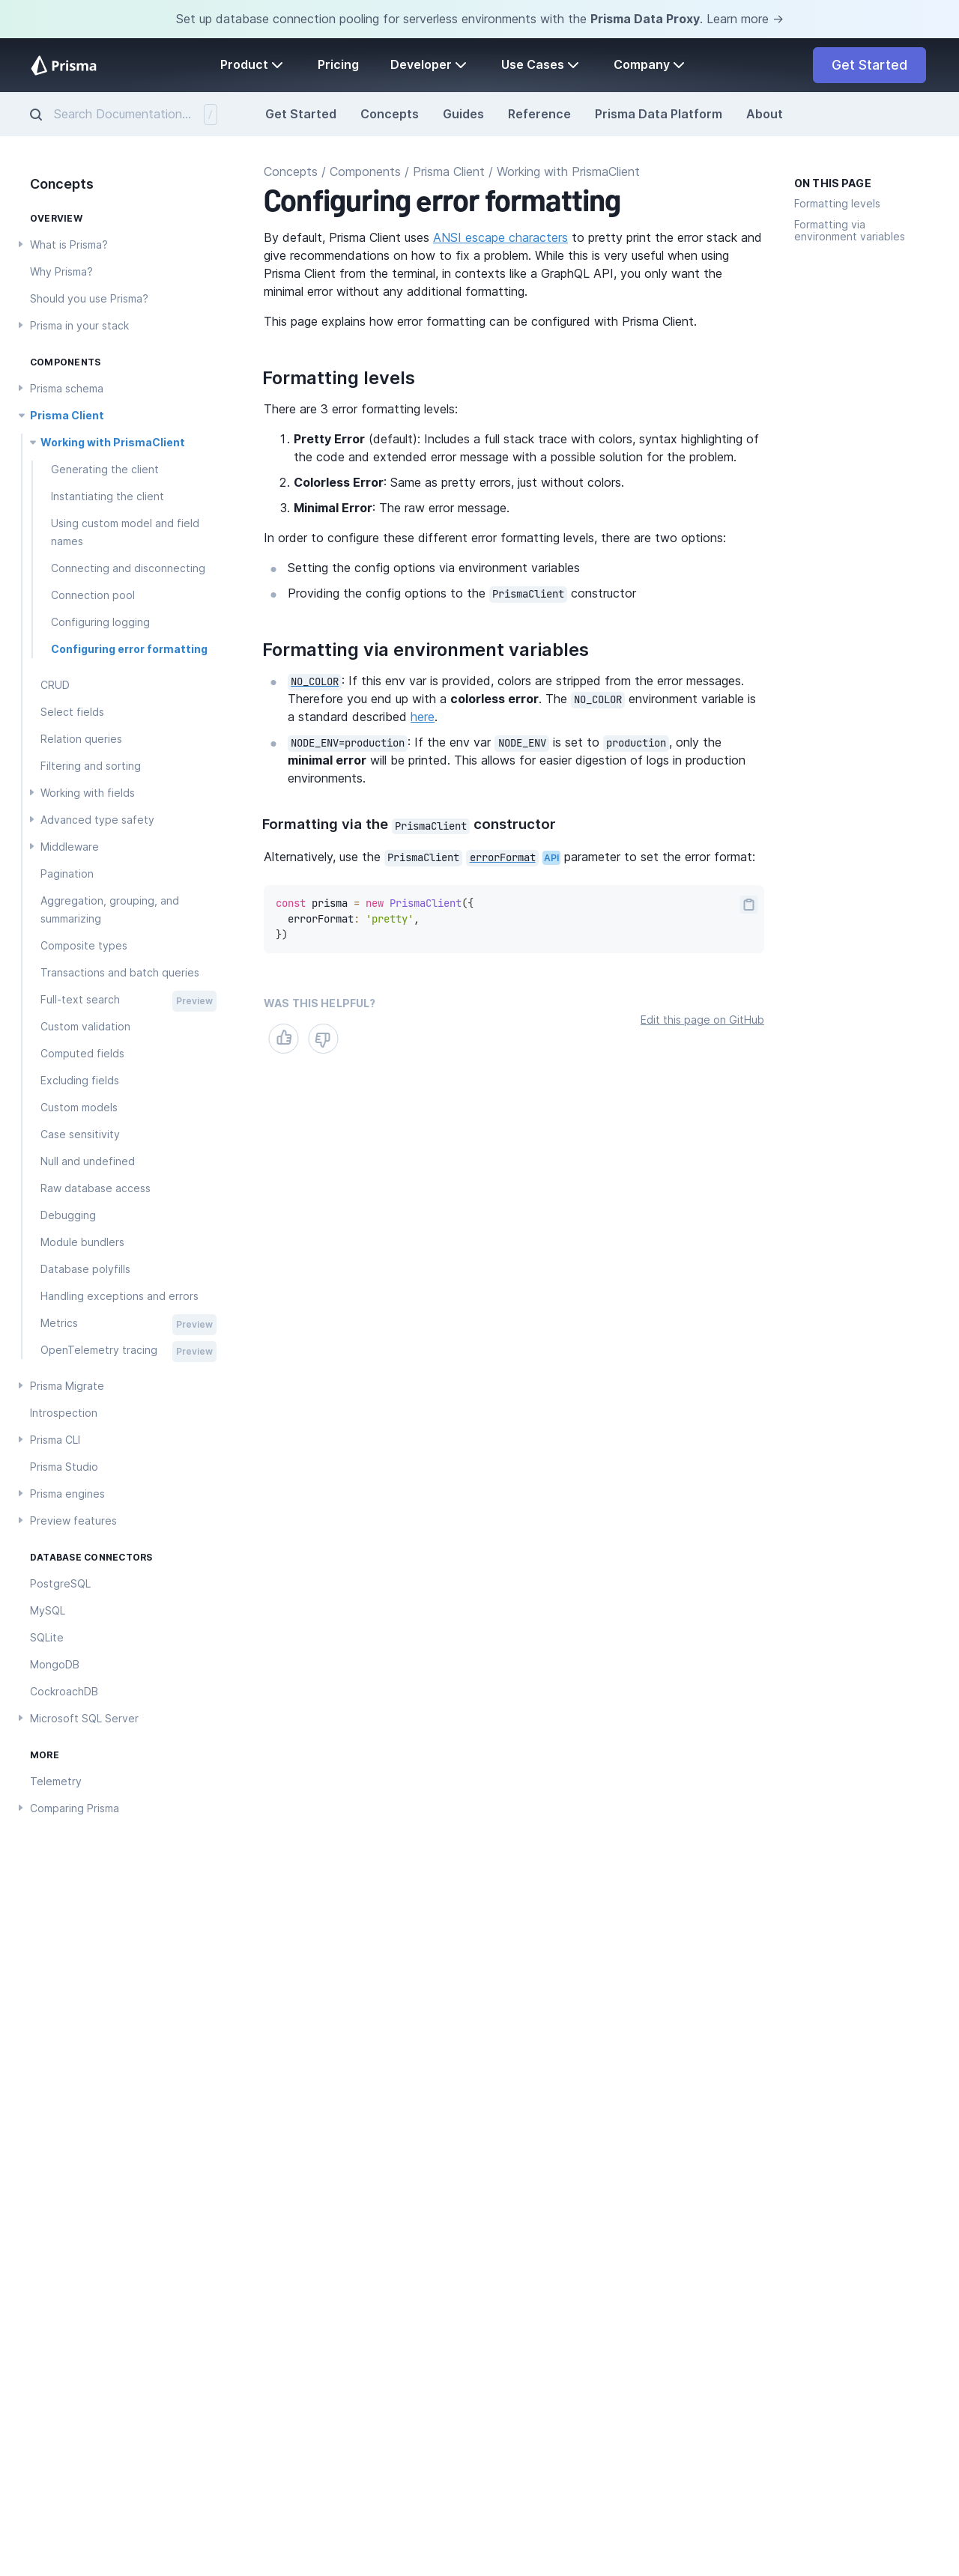 Set up database connection pooling for serverless environments with the Prisma Data Proxy. Learn more →
Prisma
Product
Pricing
Developer
Use Cases
Company
Get Started
Search Documentation...
/
Get Started
Concepts
Guides
Reference
Prisma Data Platform
About
Concepts
OVERVIEW
What is Prisma?
Why Prisma?
Should you use Prisma?
Prisma in your stack
COMPONENTS
Prisma schema
Prisma Client
Working with PrismaClient
Generating the client
Instantiating the client
Using custom model and field
names
Connecting and disconnecting
Connection pool
Configuring logging
Configuring error formatting
CRUD
Select fields
Relation queries
Filtering and sorting
Working with fields
Advanced type safety
Middleware
Pagination
Aggregation, grouping, and
summarizing
Composite types
Transactions and batch queries
Full-text search Preview
Custom validation
Computed fields
Excluding fields
Custom models
Case sensitivity
Null and undefined
Raw database access
Debugging
Module bundlers
Database polyfills
Handling exceptions and errors
Metrics Preview
OpenTelemetry tracing Preview
Prisma Migrate
Introspection
Prisma CLI
Prisma Studio
Prisma engines
Preview features
DATABASE CONNECTORS
PostgreSQL
MySQL
SQLite
MongoDB
CockroachDB
Microsoft SQL Server
MORE
Telemetry
Comparing Prisma
Concepts / Components / Prisma Client / Working with PrismaClient
Configuring error formatting
By default, Prisma Client uses ANSI escape characters to pretty print the error stack and
give recommendations on how to fix a problem. While this is very useful when using
Prisma Client from the terminal, in contexts like a GraphQL API, you only want the
minimal error without any additional formatting.
This page explains how error formatting can be configured with Prisma Client.
Formatting levels
There are 3 error formatting levels:
1. Pretty Error (default): Includes a full stack trace with colors, syntax highlighting of
the code and extended error message with a possible solution for the problem.
2. Colorless Error: Same as pretty errors, just without colors.
3. Minimal Error: The raw error message.
In order to configure these different error formatting levels, there are two options:
Setting the config options via environment variables
Providing the config options to the PrismaClient constructor
Formatting via environment variables
NO_COLOR: If this env var is provided, colors are stripped from the error messages.
Therefore you end up with a colorless error. The NO_COLOR environment variable is
a standard described here.
NODE_ENV=production: If the env var NODE_ENV is set to production, only the
minimal error will be printed. This allows for easier digestion of logs in production
environments.
Formatting via the PrismaClient constructor
Alternatively, use the PrismaClient errorFormat API parameter to set the error format:
const prisma = new PrismaClient({
  errorFormat: 'pretty',
})
WAS THIS HELPFUL?
Edit this page on GitHub
ON THIS PAGE
Formatting levels
Formatting via
environment variables